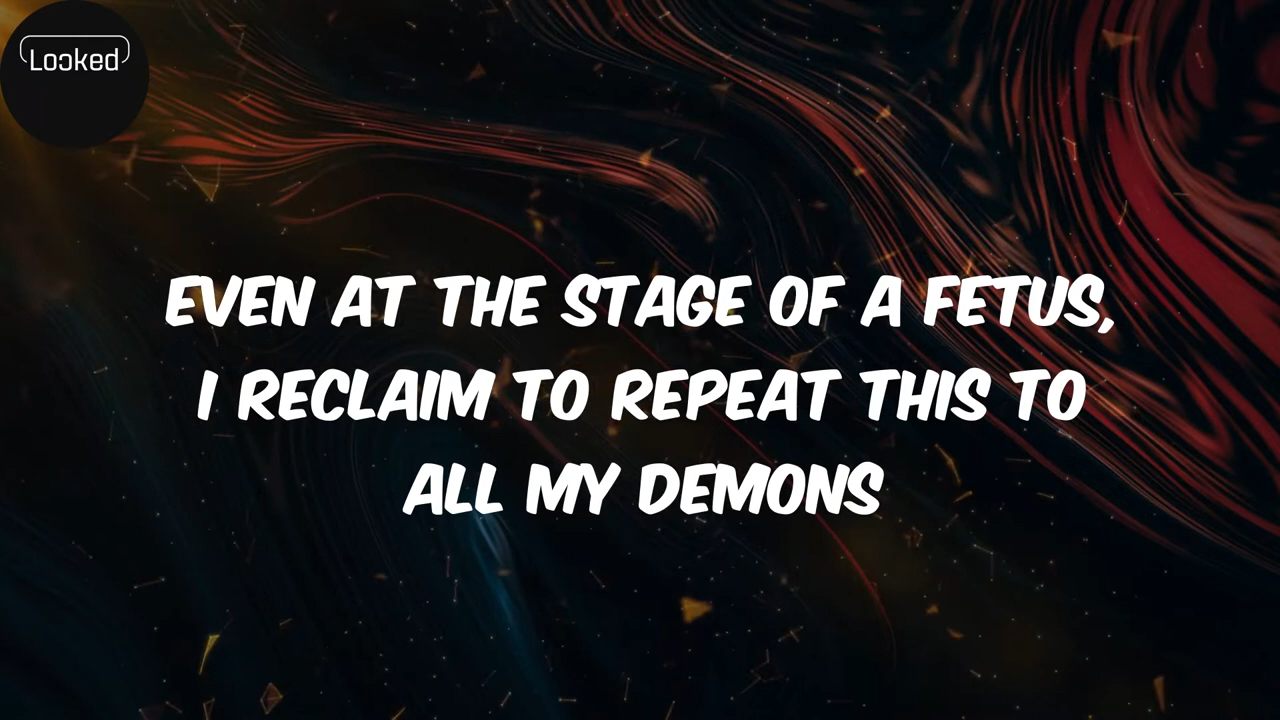 Looked
EVEN AT THE STAGE OF A FETUS,
I RECLAIM TO REPEAT THIS TO
ALL MY DEMONS